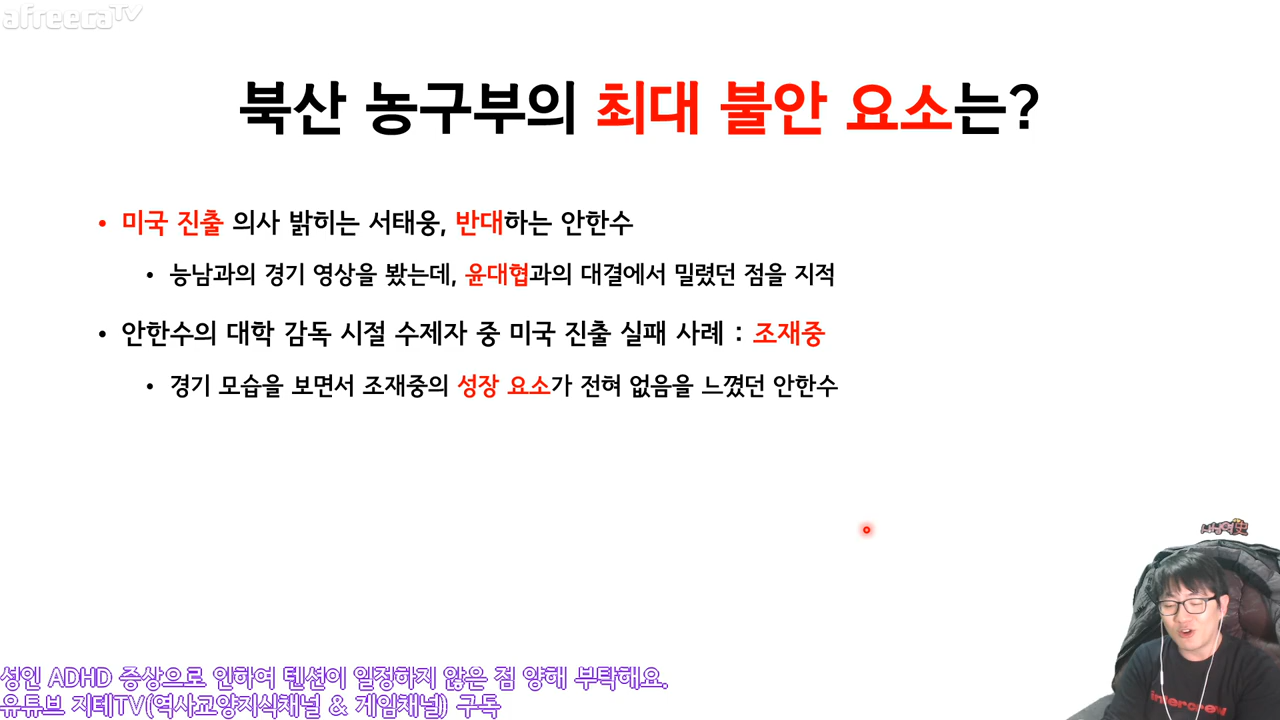 afreecaTV
북산 농구부의 최대 불안 요소는?
• 미국 진출 의사 밝히는 서태웅, 반대하는 안한수
• 능남과의 경기 영상을 봤는데, 윤대협과의 대결에서 밀렸던 점을 지적
• 안한수의 대학 감독 시절 수제자 중 미국 진출 실패 사례 : 조재중
• 경기 모습을 보면서 조재중의 성장 요소가 전혀 없음을 느꼈던 안한수
intercrew
성인 ADHD 증상으로 인하여 텐션이 일정하지 않은 점 양해 부탁해요.
유튜브 지테TV(역사교양지식채널 & 게임채널) 구독